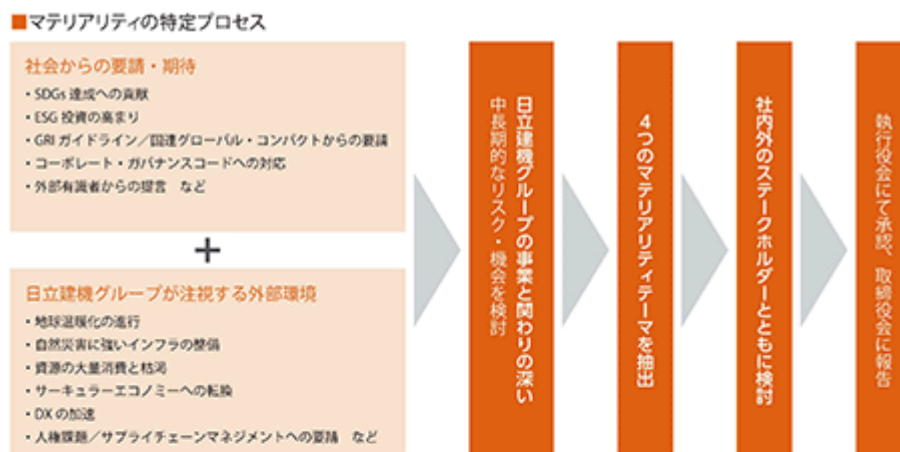 ■マテリアリティの特定プロセス
社会からの要請・期待
・SDGs 達成への貢献
・ESG 投資の高まり
・GRI ガイドライン／国連グローバル・コンパクトからの要請
・コーポレート・ガバナンスコードへの対応
・外部有識者からの提言　など
＋
日立建機グループが注視する外部環境
・地球温暖化の進行
・自然災害に強いインフラの整備
・資源の大量消費と枯渇
・サーキュラーエコノミーへの転換
・DX の加速
・人権課題／サプライチェーンマネジメントへの要請　など
日立建機グループの事業と関わりの深い
中長期的なリスク・機会を検討
4つのマテリアリティテーマを抽出
社内外のステークホルダーとともに検討
執行役会にて承認、取締役会に報告